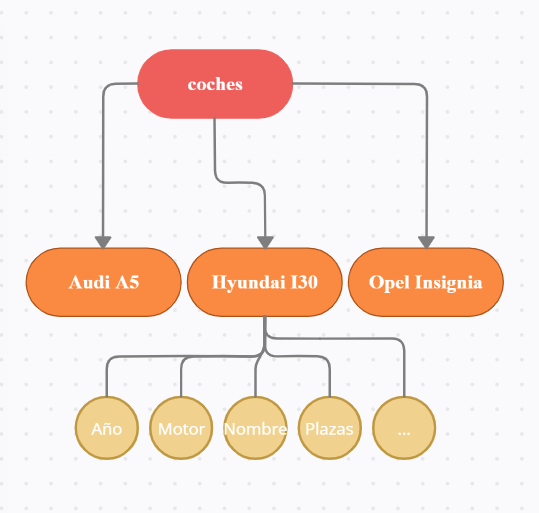 coches
Audi A5
Hyundai I30
Opel Insignia
Año
Motor
Nombre
Plazas
...